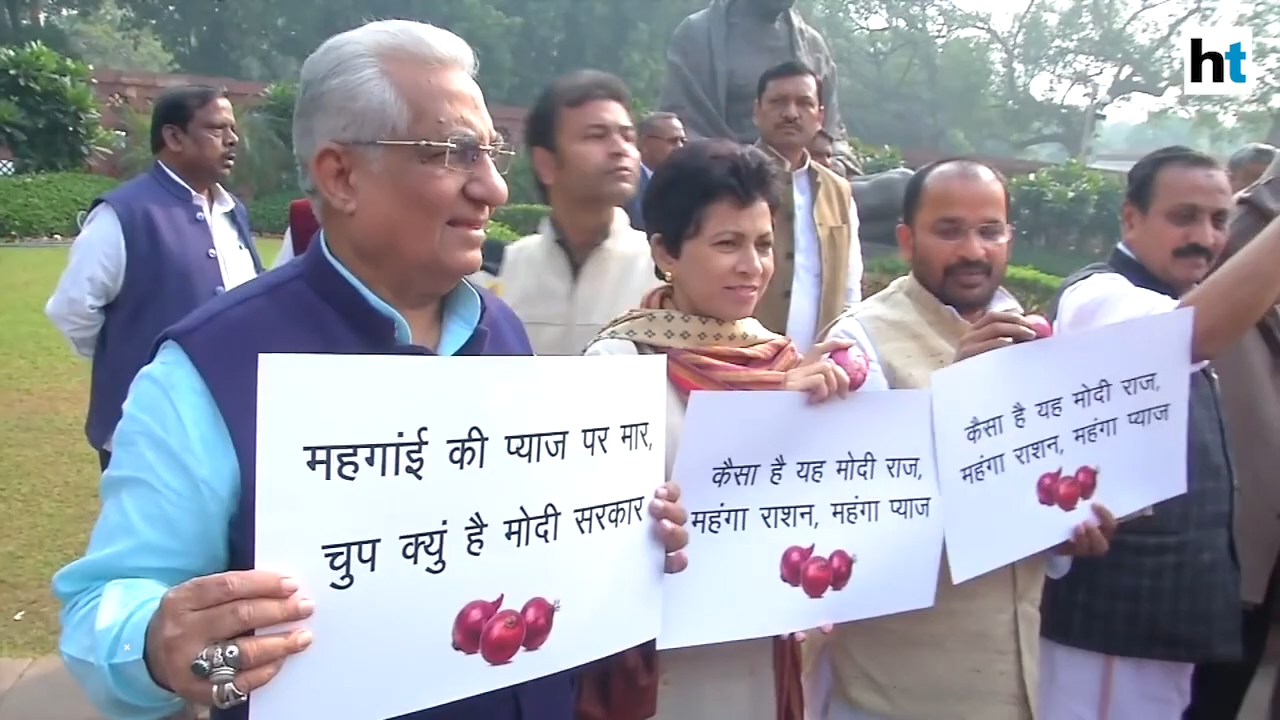 ht
महगांई की प्याज पर मार,
चुप क्युं है मोदी सरकार
कैसा है यह मोदी राज,
महंगा राशन, महंगा प्याज
कैसा है यह मोदी राज,
महंगा राशन, महंगा प्याज